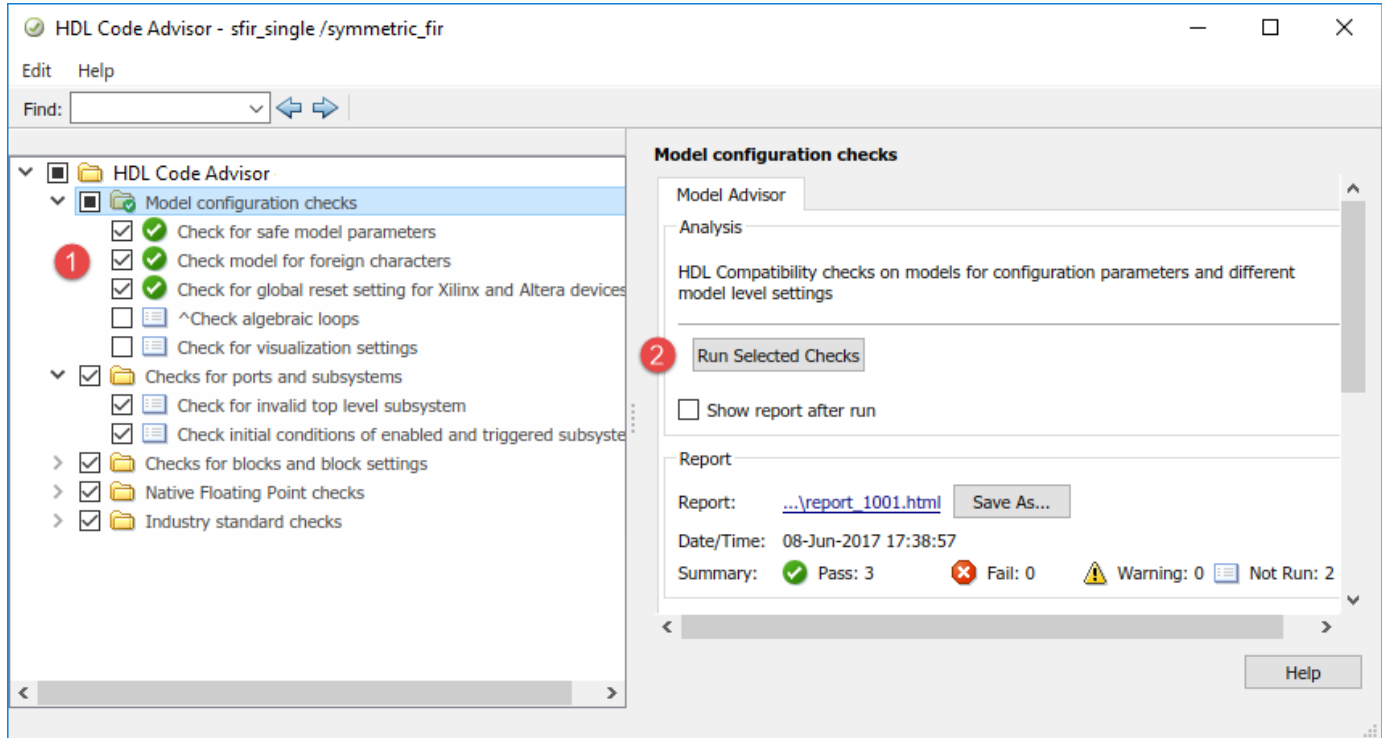 HDL Code Advisor - sfir_single /symmetric_fir
Edit Help
Find:
HDL Code Advisor
Model configuration checks
Check for safe model parameters
1
Check model for foreign characters
Check for global reset setting for Xilinx and Altera devices
^Check algebraic loops
Check for visualization settings
Checks for ports and subsystems
Check for invalid top level subsystem
Check initial conditions of enabled and triggered subsyste
Checks for blocks and block settings
Native Floating Point checks
Industry standard checks
Model configuration checks
Model Advisor
Analysis
HDL Compatibility checks on models for configuration parameters and different
model level settings
2 Run Selected Checks
Show report after run
Report
Report: ...\report_1001.html Save As...
Date/Time: 08-Jun-2017 17:38:57
Summary: Pass: 3 Fail: 0 Warning: 0 Not Run: 2
Help